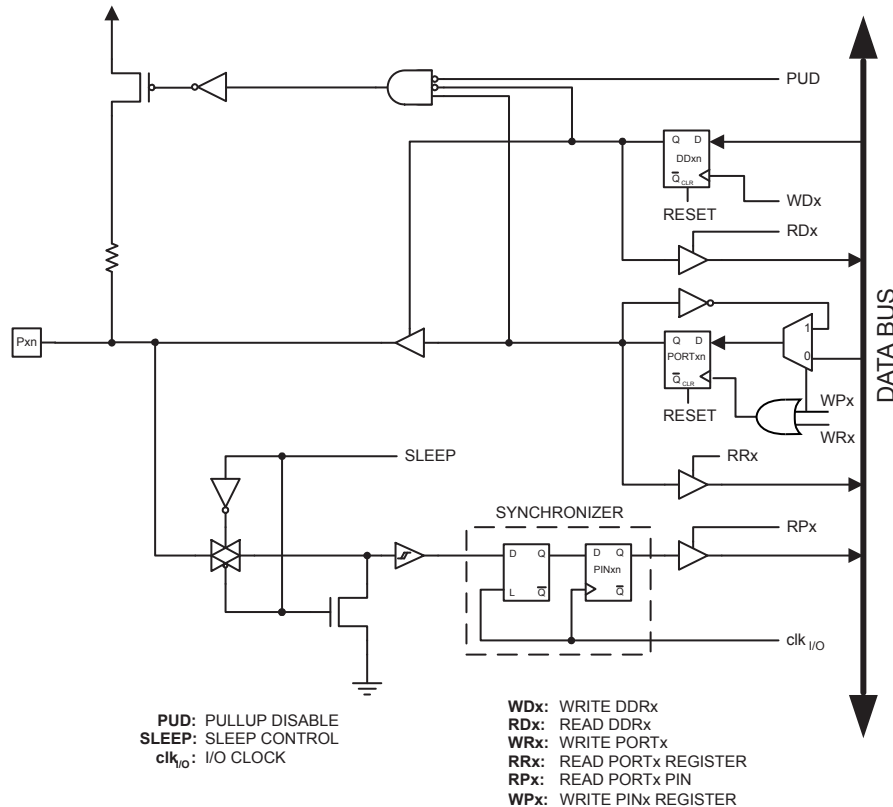 PUD
Q D
DDxn
Q CLR
WDx
RESET
RDx
Pxn
1
Q D
PORTxn
0
Q CLR
RESET
WPx
WRx
DATA BUS
SLEEP
RRx
SYNCHRONIZER
RPx
D Q
D Q
PINxn
L Q
Q
clk I/O
PUD: PULLUP DISABLE
SLEEP: SLEEP CONTROL
clkI/O: I/O CLOCK
WDx: WRITE DDRx
RDx: READ DDRx
WRx: WRITE PORTx
RRx: READ PORTx REGISTER
RPx: READ PORTx PIN
WPx: WRITE PINx REGISTER